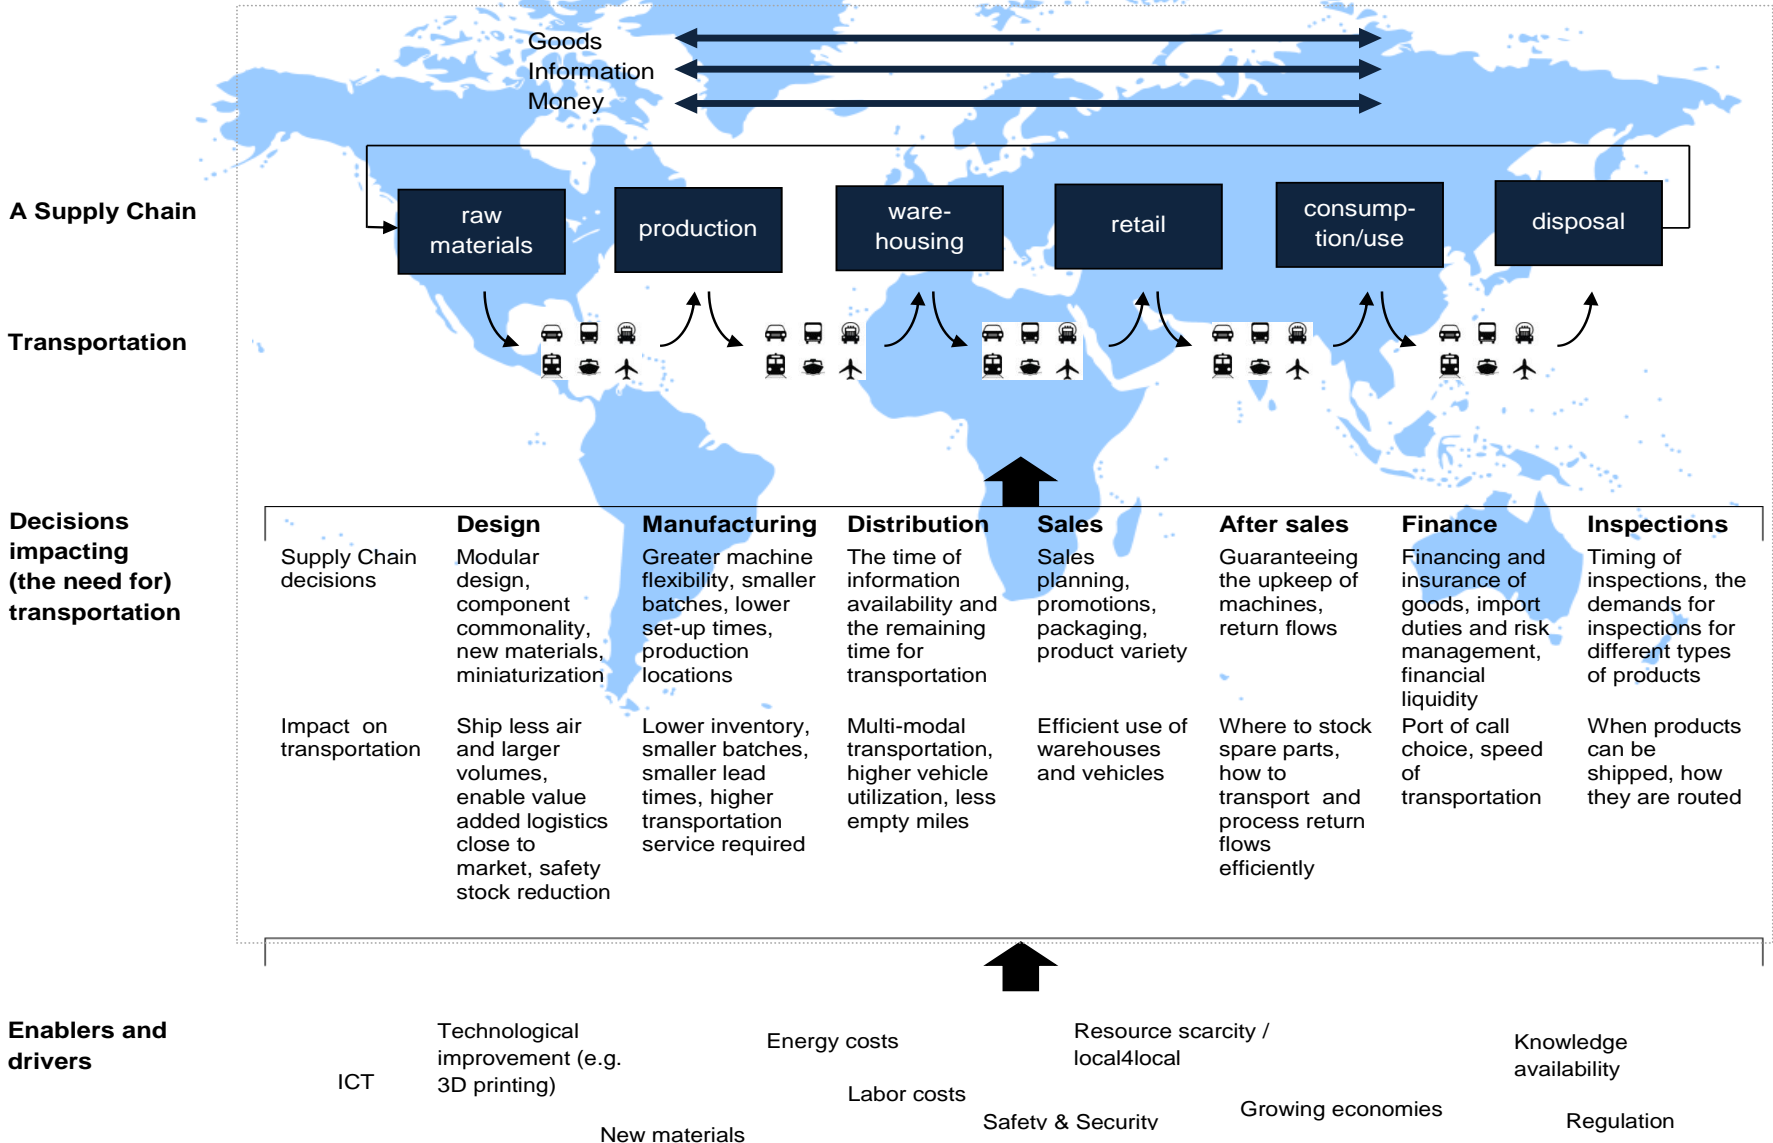 Goods
Information
Money
A Supply Chain
raw
materials
production
ware-
housing
retail
consump-
tion/use
disposal
Transportation
Decisions
impacting
(the need for)
transportation
Design
Manufacturing
Distribution
Sales
After sales
Finance
Inspections
Supply Chain
decisions
Modular
design,
component
commonality,
new materials,
miniaturization
Greater machine
flexibility, smaller
batches, lower
set-up times,
production
locations
The time of
information
availability and
the remaining
time for
transportation
Sales
planning,
promotions,
packaging,
product variety
Guaranteeing
the upkeep of
machines,
return flows
Financing and
insurance of
goods, import
duties and risk
management,
financial
liquidity
Timing of
inspections, the
demands for
inspections for
different types
of products
Impact on
transportation
Ship less air
and larger
volumes,
enable value
added logistics
close to
market, safety
stock reduction
Lower inventory,
smaller batches,
smaller lead
times, higher
transportation
service required
Multi-modal
transportation,
higher vehicle
utilization, less
empty miles
Efficient use of
warehouses
and vehicles
Where to stock
spare parts,
how to
transport and
process return
flows
efficiently
Port of call
choice, speed
of
transportation
When products
can be
shipped, how
they are routed
Enablers and
drivers
ICT
Technological
improvement (e.g.
3D printing)
New materials
Energy costs
Labor costs
Safety & Security
Resource scarcity /
local4local
Growing economies
Knowledge
availability
Regulation